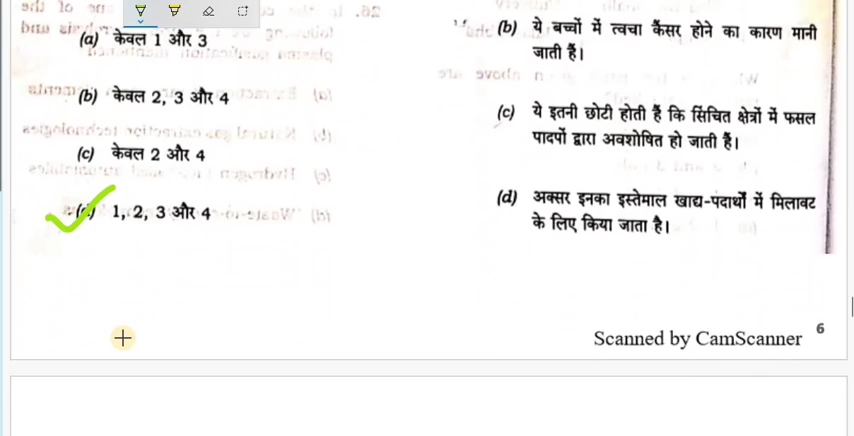 (a) केवल 1 और 3
(b) केवल 2, 3 और 4
(c) केवल 2 और 4
1, 2, 3 और 4
(b) ये बच्चों में त्वचा कैंसर होने का कारण मानी
जाती हैं।
(c) ये इतनी छोटी होती हैं कि सिंचित क्षेत्रों में फसल
पादपों द्वारा अवशोषित हो जाती हैं।
(d) अक्सर इनका इस्तेमाल खाद्य-पदार्थों में मिलावट
के लिए किया जाता है।
Scanned by CamScanner
6